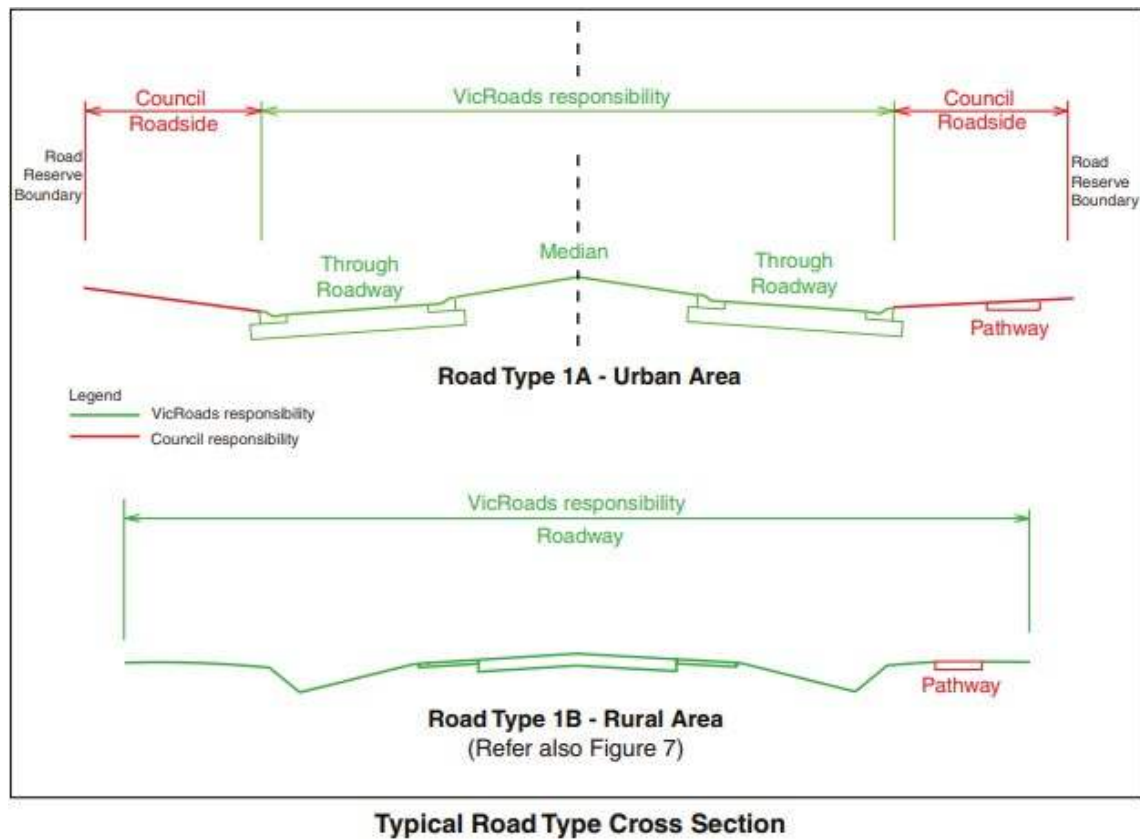 Council
Roadside
VicRoads responsibility
Council
Roadside
Road
Reserve
Boundary
Road
Reserve
Boundary
Through
Roadway
Median
Through
Roadway
Pathway
Road Type 1A - Urban Area
Legend
VicRoads responsibility
Council responsibility
VicRoads responsibility
Roadway
Pathway
Road Type 1B - Rural Area
(Refer also Figure 7)
Typical Road Type Cross Section